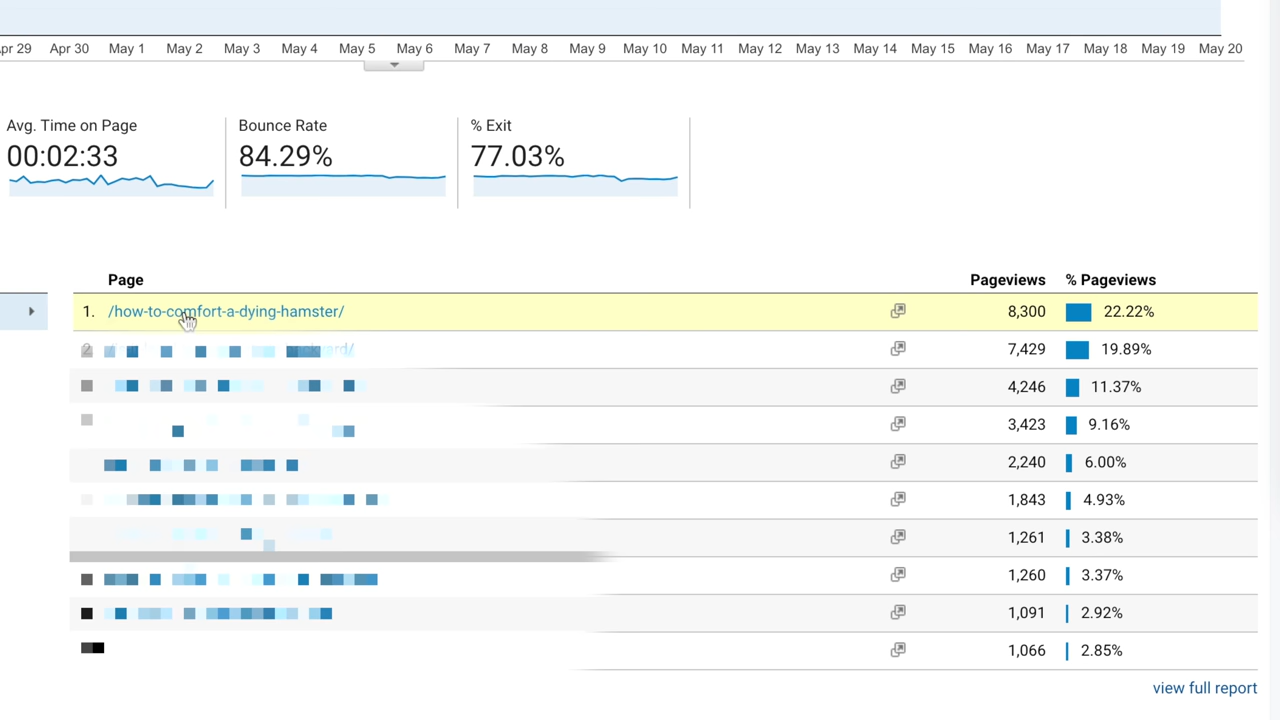 Apr 29 Apr 30 May 1 May 2 May 3 May 4 May 5 May 6 May 7 May 8 May 9 May 10 May 11 May 12 May 13 May 14 May 15 May 16 May 17 May 18 May 19 May 20
Avg. Time on Page Bounce Rate % Exit
00:02:33 84.29% 77.03%
Page Pageviews % Pageviews
1. /how-to-comfort-a-dying-hamster/ 8,300 22.22%
2. 7,429 19.89%
4,246 11.37%
3,423 9.16%
2,240 6.00%
1,843 4.93%
1,261 3.38%
1,260 3.37%
1,091 2.92%
1,066 2.85%
view full report